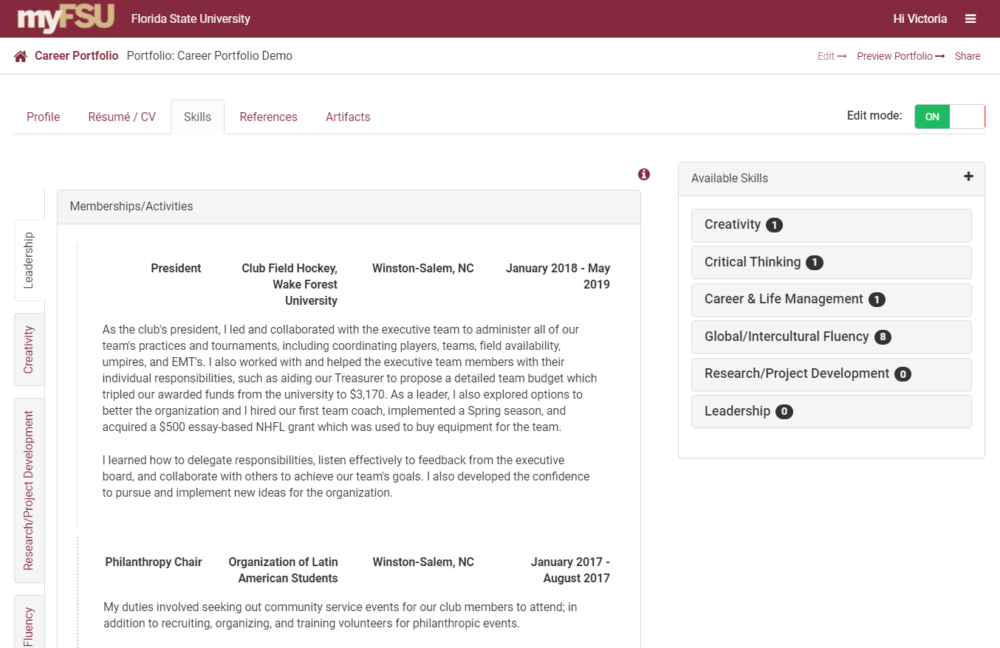 myFSU Florida State University Hi Victoria
Career Portfolio Portfolio: Career Portfolio Demo Edit Preview Portfolio Share
Profile Résumé / CV Skills References Artifacts Edit mode: ON
Leadership
Creativity
Research/Project Development
Fluency
Memberships/Activities
President Club Field Hockey, Winston-Salem, NC January 2018 - May
Wake Forest 2019
University
As the club's president, I led and collaborated with the executive team to administer all of our
team's practices and tournaments, including coordinating players, teams, field availability,
umpires, and EMT's. I also worked with and helped the executive team members with their
individual responsibilities, such as aiding our Treasurer to propose a detailed team budget which
tripled our awarded funds from the university to $3,170. As a leader, I also explored options to
better the organization and I hired our first team coach, implemented a Spring season, and
acquired a $500 essay-based NHFL grant which was used to buy equipment for the team.
I learned how to delegate responsibilities, listen effectively to feedback from the executive
board, and collaborate with others to achieve our team's goals. I also developed the confidence
to pursue and implement new ideas for the organization.
Philanthropy Chair Organization of Latin Winston-Salem, NC January 2017 -
American Students August 2017
My duties involved seeking out community service events for our club members to attend; in
addition to recruiting, organizing, and training volunteers for philanthropic events.
Available Skills
Creativity 1
Critical Thinking 1
Career & Life Management 1
Global/Intercultural Fluency 8
Research/Project Development 0
Leadership 0